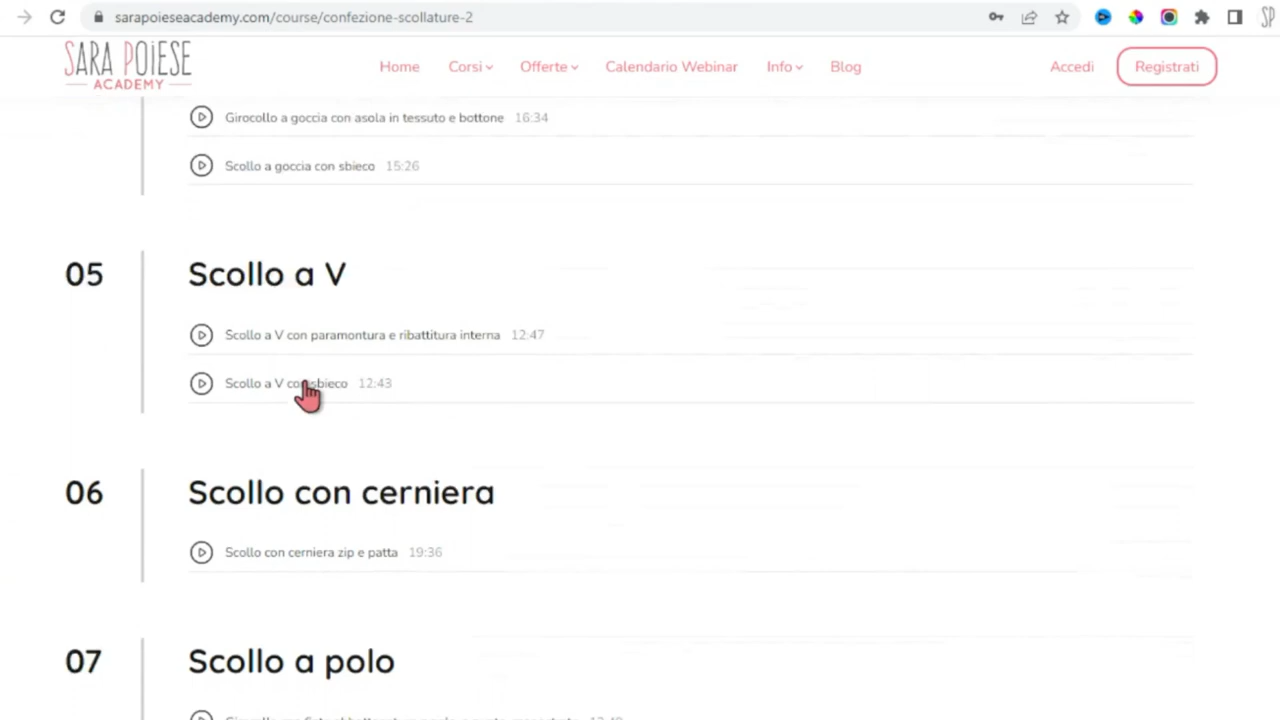 sarapoieseacademy.com/course/confezione-scollature-2
SP
SARA POIESE
ACADEMY
Home
Corsi
Offerte
Calendario Webinar
Info
Blog
Accedi
Registrati
Girocollo a goccia con asola in tessuto e bottone 16:34
Scollo a goccia con sbieco 15:26
05
Scollo a V
Scollo a V con paramontura e ribattitura interna 12:47
Scollo a V con sbieco 12:43
06
Scollo con cerniera
Scollo con cerniera zip e patta 19:36
07
Scollo a polo